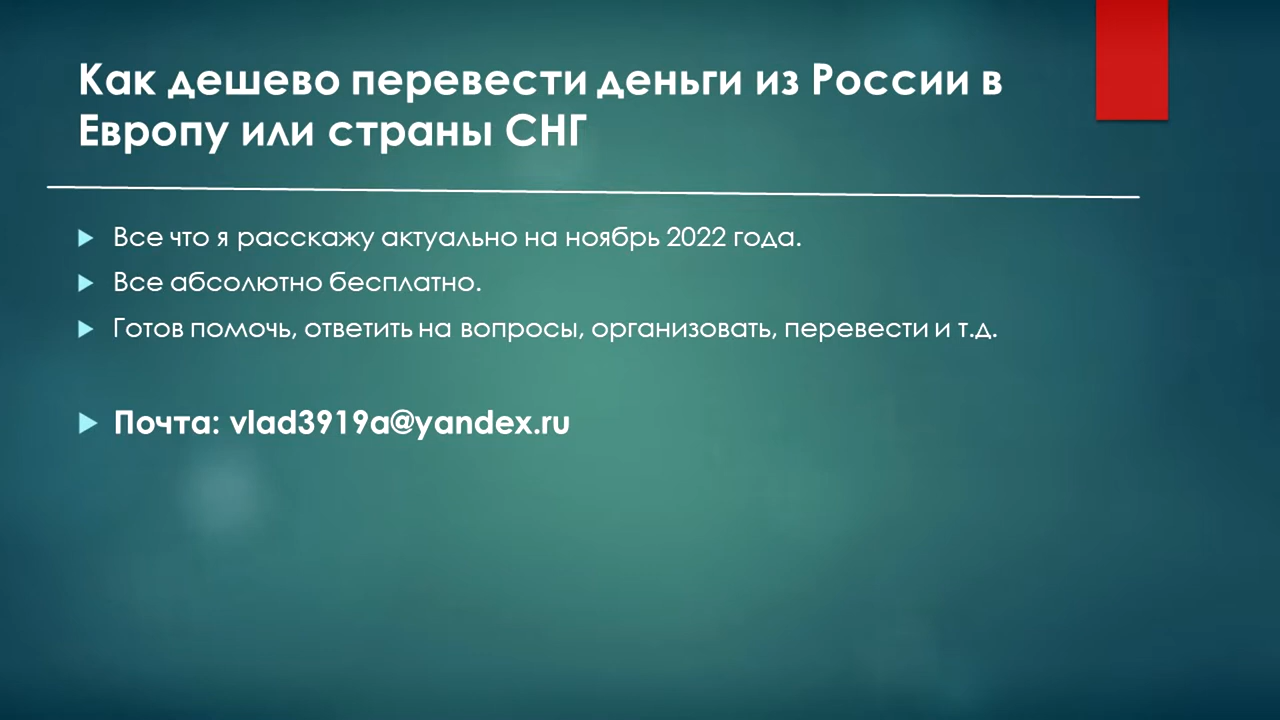 Как дешево перевести деньги из России в
Европу или страны СНГ
Все что я расскажу актуально на ноябрь 2022 года.
Все абсолютно бесплатно.
Готов помочь, ответить на вопросы, организовать, перевести и т.д.
Почта: vlad3919a@yandex.ru